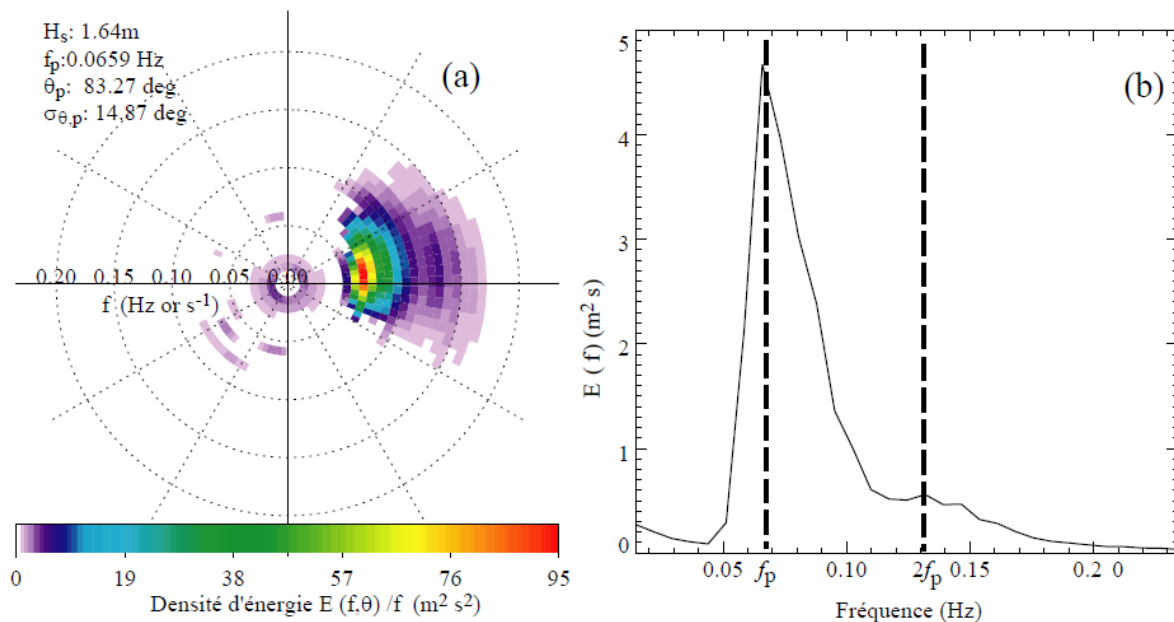 Hs: 1.64m
fp:0.0659 Hz
θp: 83.27 deg
σθ,p: 14.87 deg
(a)
0.20 0.15 0.10 0.05 0.00
f (Hz or s-1)
0 19 38 57 76 95
Densité d'énergie E (f,θ) /f (m2 s2)
(b)
5
4
3
2
1
0
E ( f) (m2 s)
0.05 fp 0.10 2fp 0.15 0.2 0
Fréquence (Hz)